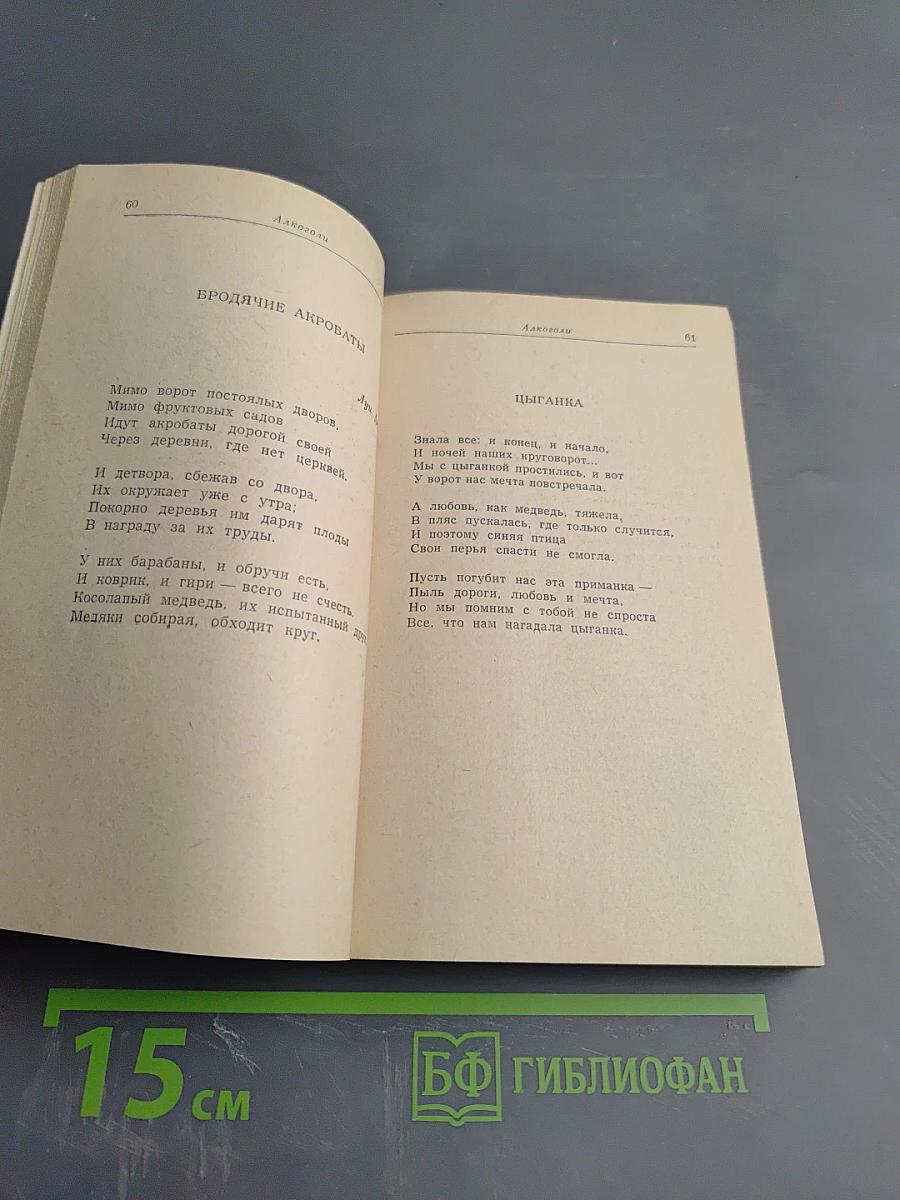 60
Алкоголи
БРОДЯЧИЕ АКРОБАТЫ
Мимо ворот постоялых дворов,
Мимо фруктовых садов
Идут акробаты дорогой своей
Через деревни, где нет церквей.
И детвора, сбежав со двора,
Их окружает уже с утра;
Покорно деревья им дарят плоды
В награду за их труды.
У них барабаны, и обручи есть,
И коврик, и гири — всего не счесть,
Косолапый медведь, их испытанный друг,
Медяки собирая, обходит круг.
Алкоголи
61
ЦЫГАНКА
Знала все: и конец, и начало,
И ночей наших круговорот...
Мы с цыганкой простились, и вот
У ворот нас мечта повстречала.
А любовь, как медведь, тяжела,
В пляс пускалась, где только случится,
И поэтому синяя птица
Свои перья спасти не смогла.
Пусть погубит нас эта приманка —
Пыль дороги, любовь и мечта,
Но мы помним с тобой не спроста
Все, что нам нагадала цыганка.
15 см
БФ ГИБЛИОФАН